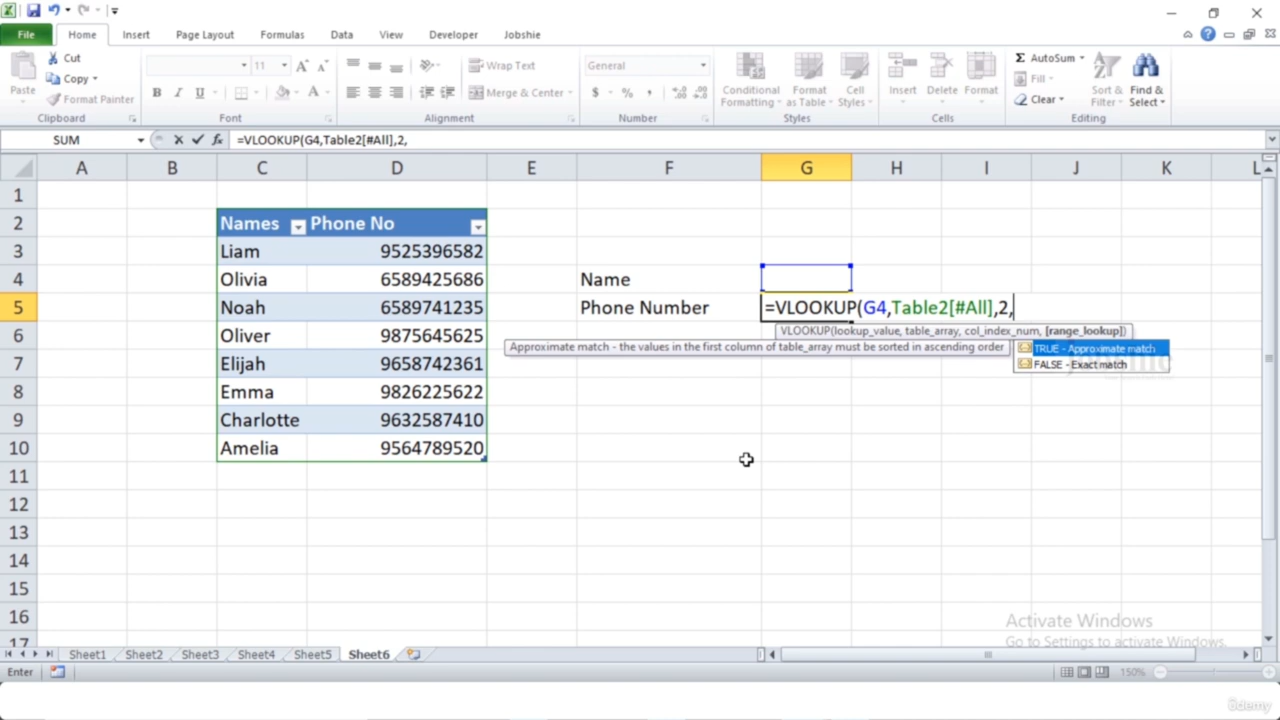 File Home Insert Page Layout Formulas Data View Developer Jobshie
Cut
Copy
Format Painter
Paste
11 A A
Wrap Text
General
B I U
Merge & Center
$ % ,
Conditional Formatting
Format as Table
Cell Styles
Insert Delete Format
Σ AutoSum
Fill
Clear
Sort & Filter
Find & Select
Clipboard Font Alignment Number Styles Cells Editing
SUM fx =VLOOKUP(G4,Table2[#All],2,
A B C D E F G H I J K L
1
2 Names Phone No
3 Liam 9525396582
4 Olivia 6589425686 Name
5 Noah 6589741235 Phone Number =VLOOKUP(G4,Table2[#All],2,
6 Oliver 9875645625 VLOOKUP(lookup_value, table_array, col_index_num, [range_lookup])
Approximate match - the values in the first column of table_array must be sorted in ascending order
TRUE - Approximate match
7 Elijah 9658742361 FALSE - Exact match
8 Emma 9826225622
9 Charlotte 9632587410
10 Amelia 9564789520
11
12
13
14
15
16
17
Activate Windows
Go to Settings to activate Windows.
Sheet1 Sheet2 Sheet3 Sheet4 Sheet5 Sheet6
Enter 150%
ûdemy